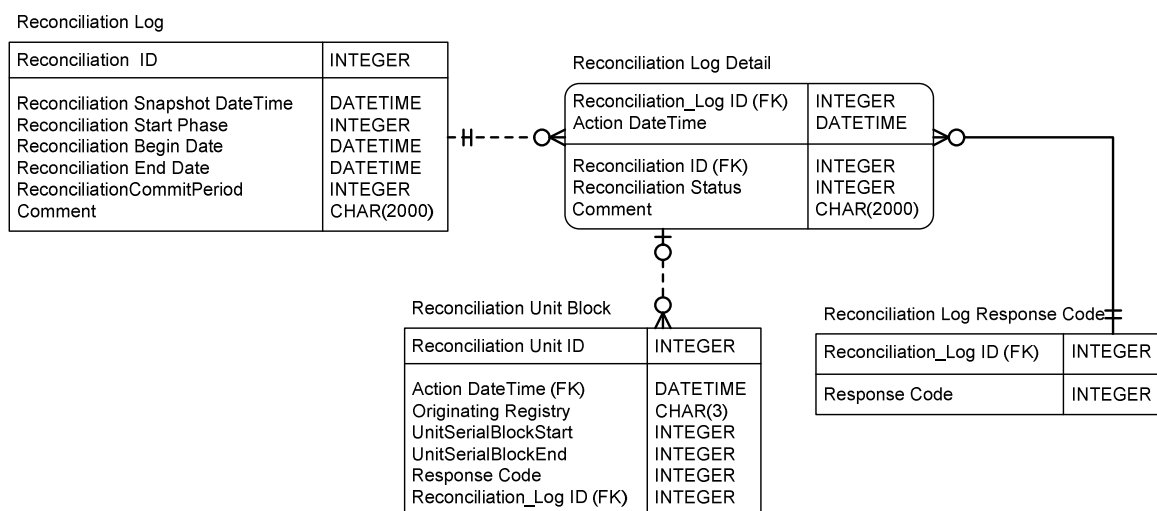 Reconciliation Log
Reconciliation ID INTEGER
Reconciliation Snapshot DateTime DATETIME
Reconciliation Start Phase INTEGER
Reconciliation Begin Date DATETIME
Reconciliation End Date DATETIME
ReconciliationCommitPeriod INTEGER
Comment CHAR(2000)
Reconciliation Log Detail
Reconciliation_Log ID (FK) INTEGER
Action DateTime DATETIME
Reconciliation ID (FK) INTEGER
Reconciliation Status INTEGER
Comment CHAR(2000)
Reconciliation Unit Block
Reconciliation Unit ID INTEGER
Action DateTime (FK) DATETIME
Originating Registry CHAR(3)
UnitSerialBlockStart INTEGER
UnitSerialBlockEnd INTEGER
Response Code INTEGER
Reconciliation_Log ID (FK) INTEGER
Reconciliation Log Response Code
Reconciliation_Log ID (FK) INTEGER
Response Code INTEGER